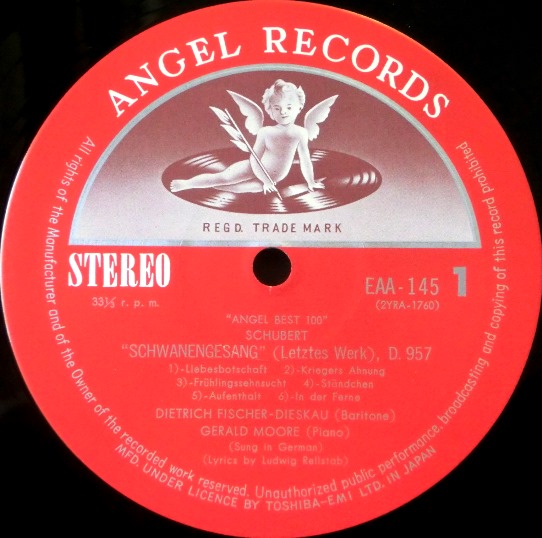 ANGEL RECORDS
REGD. TRADE MARK
STEREO
33⅓ r. p. m.
EAA-145 1
(2YRA-1760)
"ANGEL BEST 100"
SCHUBERT
"SCHWANENGESANG" (Letztes Werk), D. 957
1)-Liebesbotschaft 2)-Kriegers Ahnung
3)-Frühlingssehnsucht 4)-Ständchen
5)-Aufenthalt 6)-In der Ferne
DIETRICH FISCHER-DIESKAU (Baritone)
GERALD MOORE (Piano)
(Sung in German)
(Lyrics by Ludwig Rellstab)
All rights of the Manufacturer and of the Owner of the recorded work reserved. Unauthorized public performance, broadcasting and copying of this record prohibited
MFD. UNDER LICENCE BY TOSHIBA-EMI LTD. IN JAPAN